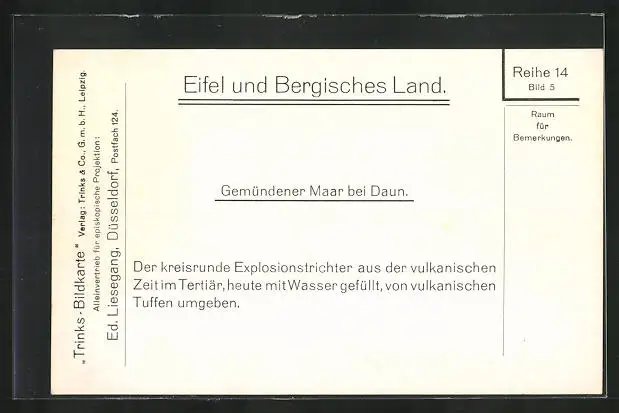 „Trinks-Bildkarte“ Verlag: Trinks & Co., G. m. b. H., Leipzig.
Alleinvertrieb für episkopische Projektion:
Ed. Liesegang, Düsseldorf, Postfach 124.
Eifel und Bergisches Land.
Gemündener Maar bei Daun.
Der kreisrunde Explosionstrichter aus der vulkanischen
Zeit im Tertiär, heute mit Wasser gefüllt, von vulkanischen
Tuffen umgeben.
Reihe 14
Bild 5
Raum
für
Bemerkungen.